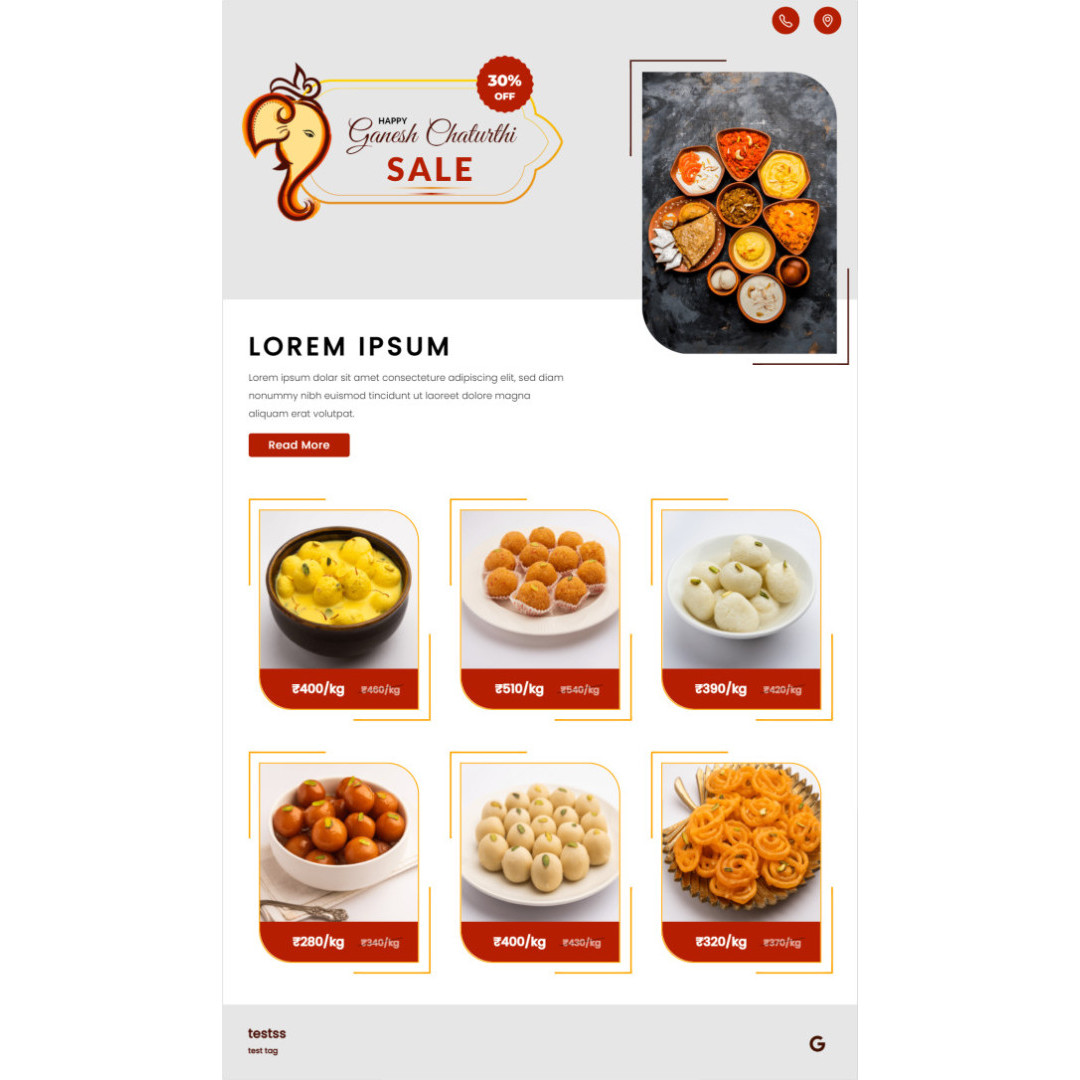 30%
OFF
HAPPY
Ganesh Chaturthi
SALE
LOREM IPSUM
Lorem ipsum dolar sit amet consecteture adipiscing elit, sed diam
nonummy nibh euismod tincidunt ut laoreet dolore magna
aliquam erat volutpat.
Read More
₹400/kg ₹460/kg
₹510/kg ₹540/kg
₹390/kg ₹420/kg
₹280/kg ₹340/kg
₹400/kg ₹430/kg
₹320/kg ₹370/kg
testss
test tag
G